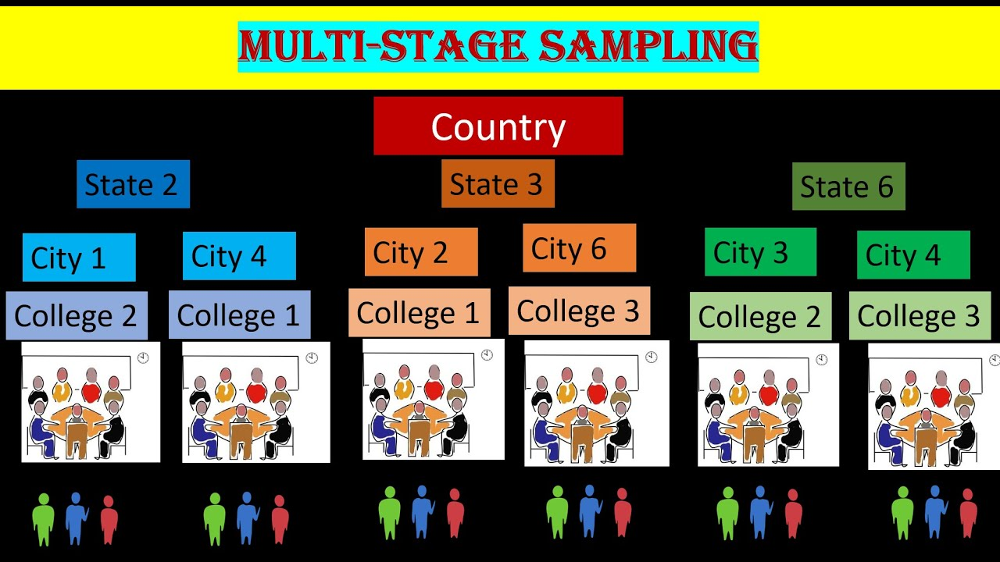 MULTI-STAGE SAMPLING
Country
State 2 State 3 State 6
City 1 City 4 City 2 City 6 City 3 City 4
College 2 College 1 College 1 College 3 College 2 College 3